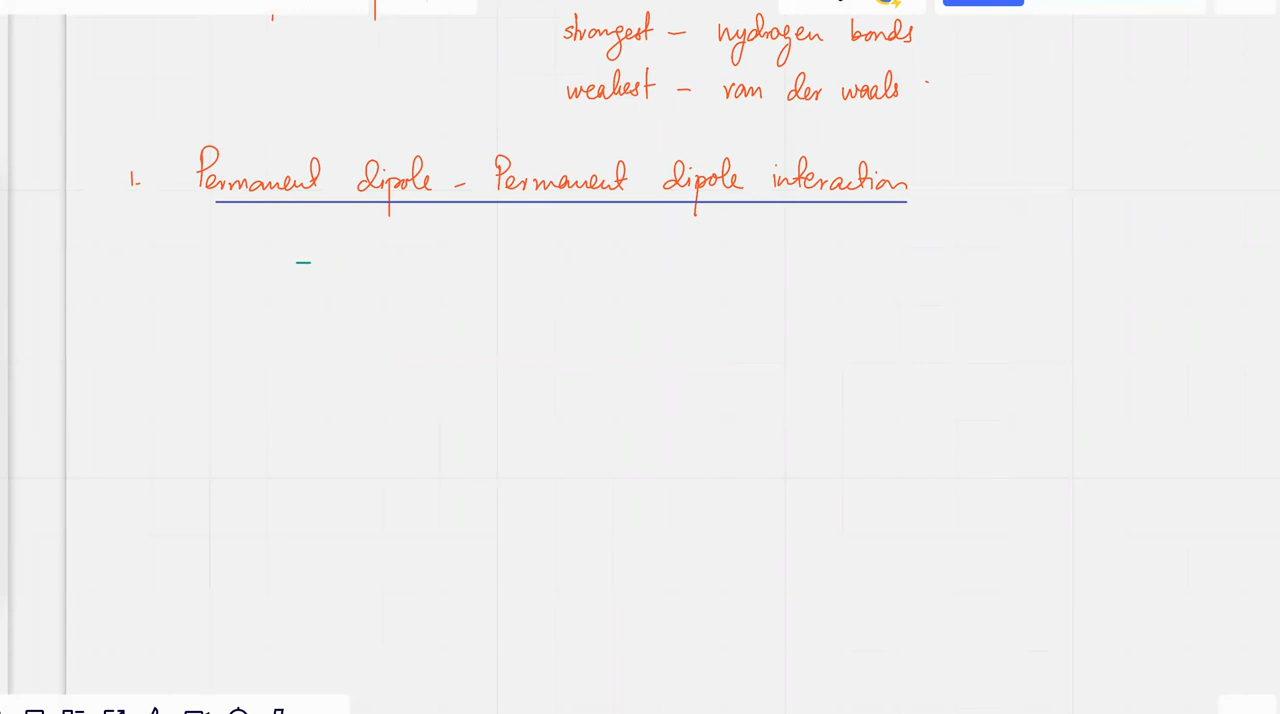 strongest - hydrogen bonds
weakest - van der waals
1. Permanent dipole - Permanent dipole interaction
-